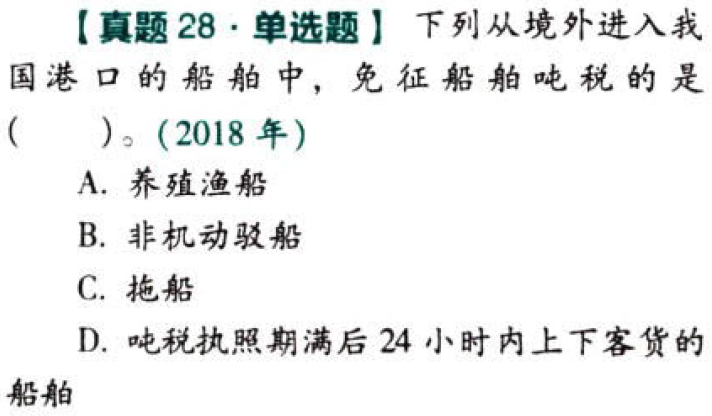 【真题 28·单选题】 下列从境外进入我
国港口的船舶中，免征船舶吨税的是
(　　)。(2018 年)
A. 养殖渔船
B. 非机动驳船
C. 拖船
D. 吨税执照期满后 24 小时内上下客货的
船舶